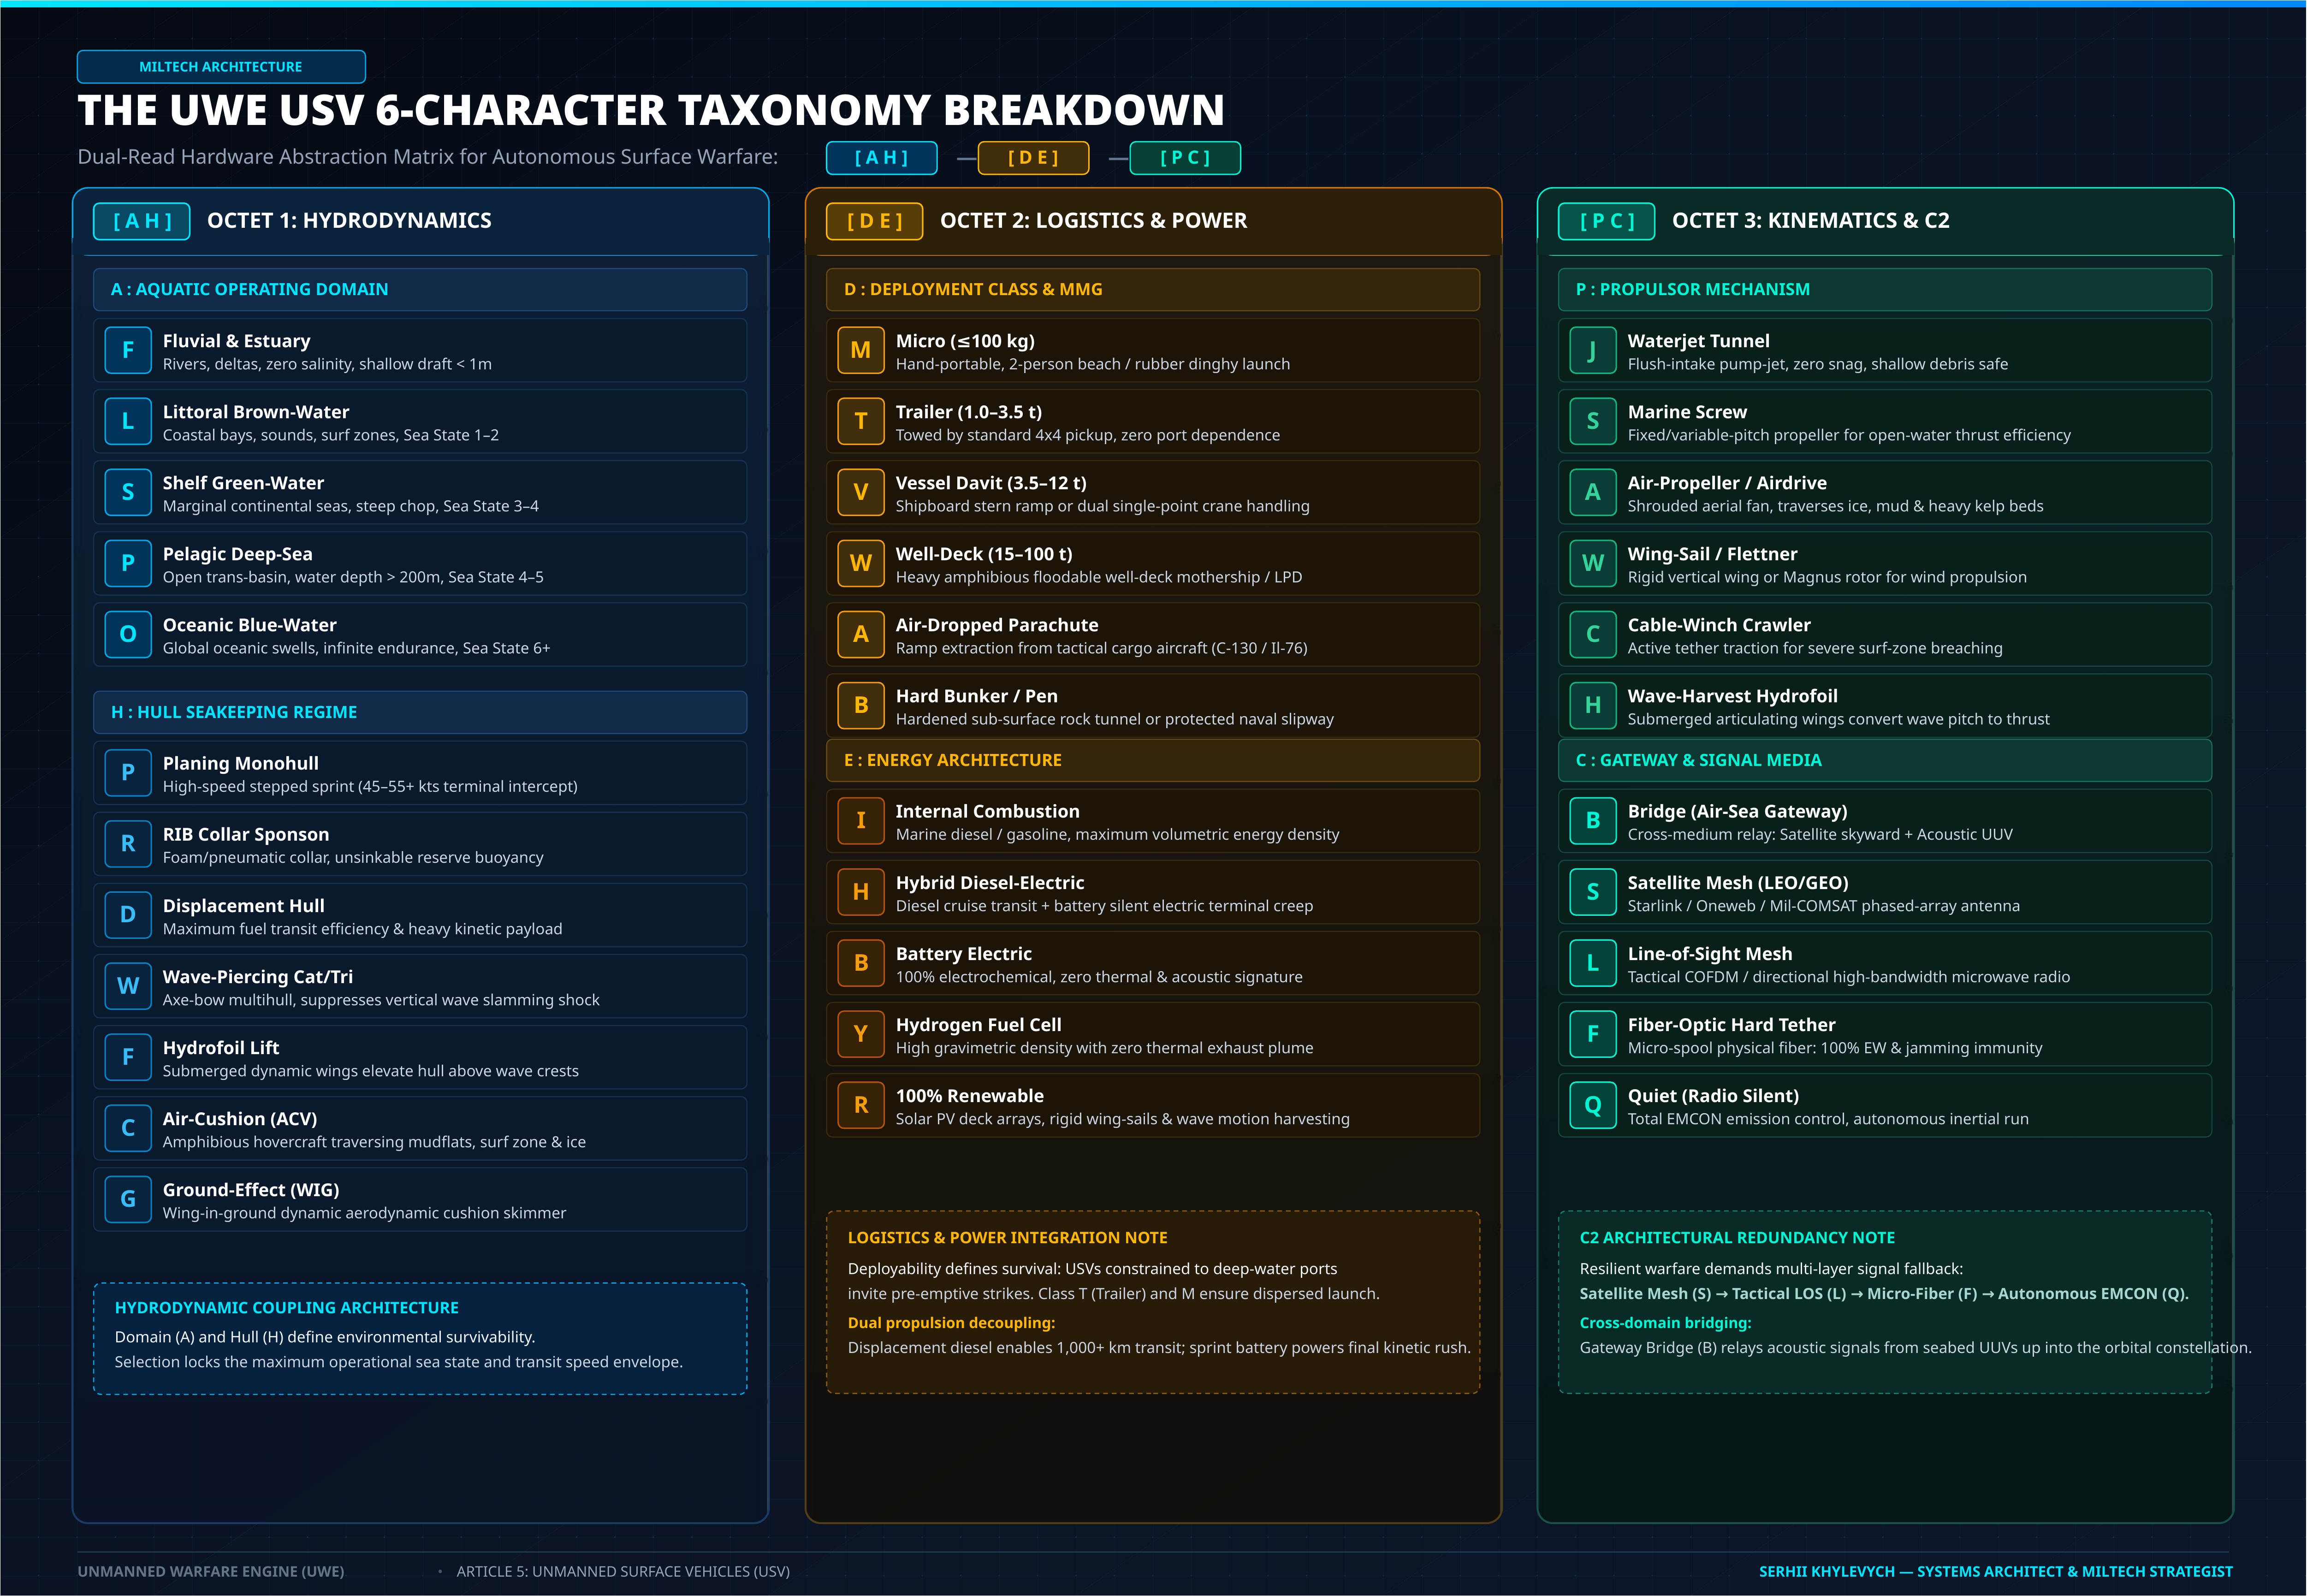 MILTECH ARCHITECTURE
THE UWE USV 6-CHARACTER TAXONOMY BREAKDOWN
Dual-Read Hardware Abstraction Matrix for Autonomous Surface Warfare: [ A H ] — [ D E ] — [ P C ]
[ A H ] OCTET 1: HYDRODYNAMICS
A : AQUATIC OPERATING DOMAIN
F Fluvial & Estuary
Rivers, deltas, zero salinity, shallow draft < 1m
L Littoral Brown-Water
Coastal bays, sounds, surf zones, Sea State 1–2
S Shelf Green-Water
Marginal continental seas, steep chop, Sea State 3–4
P Pelagic Deep-Sea
Open trans-basin, water depth > 200m, Sea State 4–5
O Oceanic Blue-Water
Global oceanic swells, infinite endurance, Sea State 6+
H : HULL SEAKEEPING REGIME
P Planing Monohull
High-speed stepped sprint (45–55+ kts terminal intercept)
R RIB Collar Sponson
Foam/pneumatic collar, unsinkable reserve buoyancy
D Displacement Hull
Maximum fuel transit efficiency & heavy kinetic payload
W Wave-Piercing Cat/Tri
Axe-bow multihull, suppresses vertical wave slamming shock
F Hydrofoil Lift
Submerged dynamic wings elevate hull above wave crests
C Air-Cushion (ACV)
Amphibious hovercraft traversing mudflats, surf zone & ice
G Ground-Effect (WIG)
Wing-in-ground dynamic aerodynamic cushion skimmer
HYDRODYNAMIC COUPLING ARCHITECTURE
Domain (A) and Hull (H) define environmental survivability.
Selection locks the maximum operational sea state and transit speed envelope.
[ D E ] OCTET 2: LOGISTICS & POWER
D : DEPLOYMENT CLASS & MMG
M Micro (≤100 kg)
Hand-portable, 2-person beach / rubber dinghy launch
T Trailer (1.0–3.5 t)
Towed by standard 4x4 pickup, zero port dependence
V Vessel Davit (3.5–12 t)
Shipboard stern ramp or dual single-point crane handling
W Well-Deck (15–100 t)
Heavy amphibious floodable well-deck mothership / LPD
A Air-Dropped Parachute
Ramp extraction from tactical cargo aircraft (C-130 / Il-76)
B Hard Bunker / Pen
Hardened sub-surface rock tunnel or protected naval slipway
E : ENERGY ARCHITECTURE
I Internal Combustion
Marine diesel / gasoline, maximum volumetric energy density
H Hybrid Diesel-Electric
Diesel cruise transit + battery silent electric terminal creep
B Battery Electric
100% electrochemical, zero thermal & acoustic signature
Y Hydrogen Fuel Cell
High gravimetric density with zero thermal exhaust plume
R 100% Renewable
Solar PV deck arrays, rigid wing-sails & wave motion harvesting
LOGISTICS & POWER INTEGRATION NOTE
Deployability defines survival: USVs constrained to deep-water ports
invite pre-emptive strikes. Class T (Trailer) and M ensure dispersed launch.
Dual propulsion decoupling:
Displacement diesel enables 1,000+ km transit; sprint battery powers final kinetic rush.
[ P C ] OCTET 3: KINEMATICS & C2
P : PROPULSOR MECHANISM
J Waterjet Tunnel
Flush-intake pump-jet, zero snag, shallow debris safe
S Marine Screw
Fixed/variable-pitch propeller for open-water thrust efficiency
A Air-Propeller / Airdrive
Shrouded aerial fan, traverses ice, mud & heavy kelp beds
W Wing-Sail / Flettner
Rigid vertical wing or Magnus rotor for wind propulsion
C Cable-Winch Crawler
Active tether traction for severe surf-zone breaching
H Wave-Harvest Hydrofoil
Submerged articulating wings convert wave pitch to thrust
C : GATEWAY & SIGNAL MEDIA
B Bridge (Air-Sea Gateway)
Cross-medium relay: Satellite skyward + Acoustic UUV
S Satellite Mesh (LEO/GEO)
Starlink / Oneweb / Mil-COMSAT phased-array antenna
L Line-of-Sight Mesh
Tactical COFDM / directional high-bandwidth microwave radio
F Fiber-Optic Hard Tether
Micro-spool physical fiber: 100% EW & jamming immunity
Q Quiet (Radio Silent)
Total EMCON emission control, autonomous inertial run
C2 ARCHITECTURAL REDUNDANCY NOTE
Resilient warfare demands multi-layer signal fallback:
Satellite Mesh (S) → Tactical LOS (L) → Micro-Fiber (F) → Autonomous EMCON (Q).
Cross-domain bridging:
Gateway Bridge (B) relays acoustic signals from seabed UUVs up into the orbital constellation.
UNMANNED WARFARE ENGINE (UWE) • ARTICLE 5: UNMANNED SURFACE VEHICLES (USV)
SERHII KHYLEVYCH — SYSTEMS ARCHITECT & MILTECH STRATEGIST